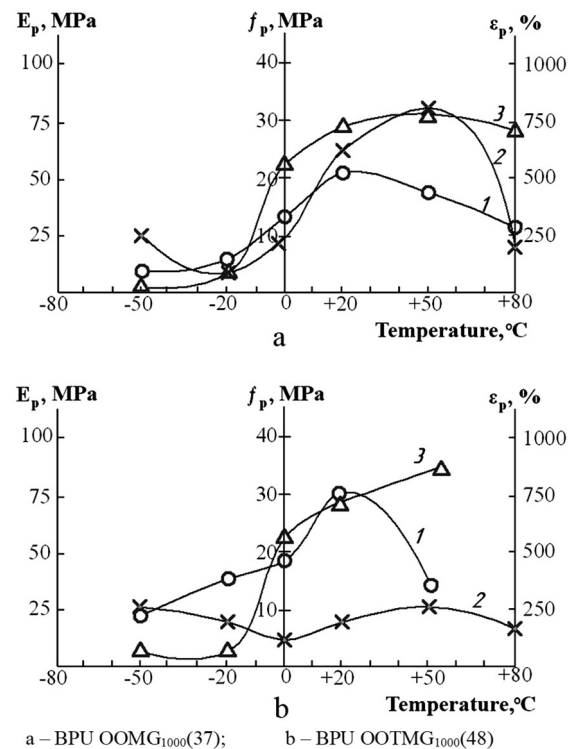 Eₚ, MPa ƒₚ, MPa εₚ, %
100 40 1000
75 30 750
3
2
50 20 500
1
25 10 250
-80 -50 -20 0 +20 +50 +80
a Temperature,°C
Eₚ, MPa ƒₚ, MPa εₚ, %
100 40 1000
3
75 30 750
1
50 20 500
25 10 2 250
-80 -50 -20 0 +20 +50 +80
b Temperature,°C
a – BPU OOMG₁₀₀₀(37); b – BPU OOTMG₁₀₀₀(48)